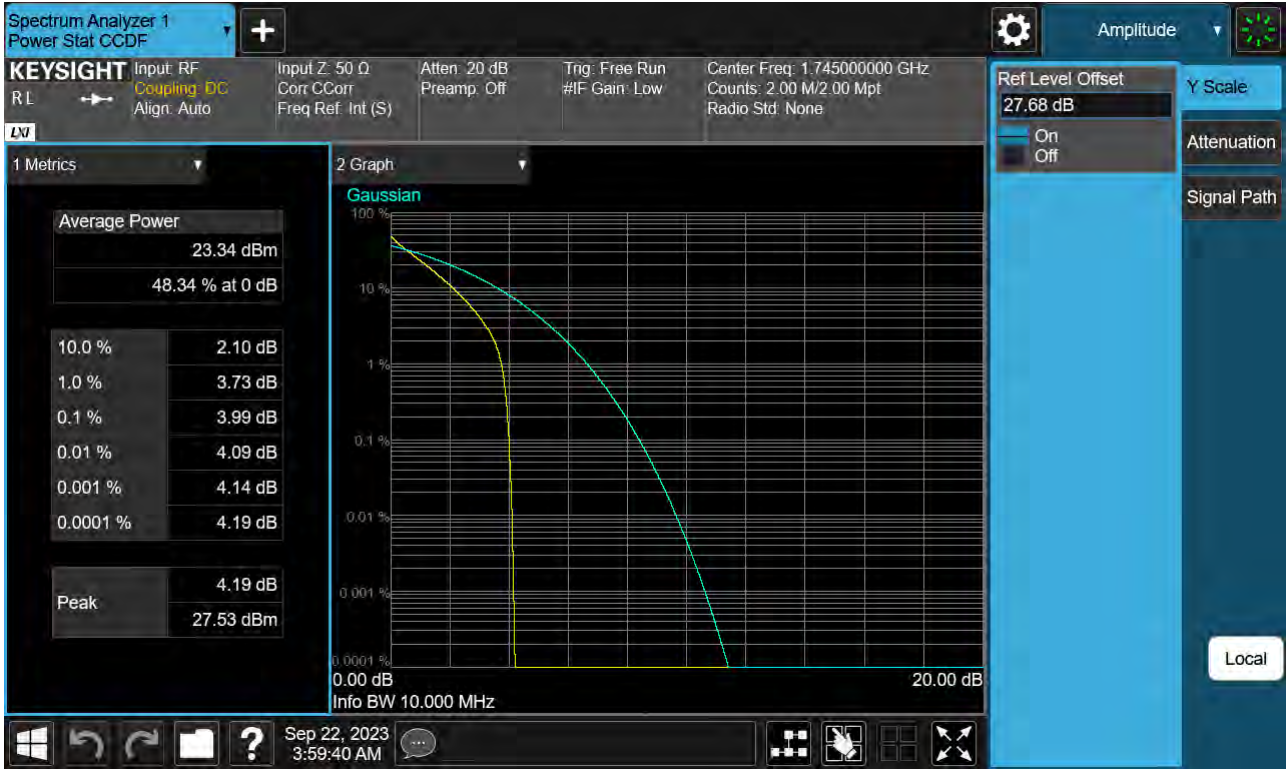 Spectrum Analyzer 1
Power Stat CCDF
+
Amplitude
KEYSIGHT
R L
LXI
Input: RF
Coupling: DC
Align: Auto
Input Z: 50 Ω
Corr CCorr
Freq Ref: Int (S)
Atten: 20 dB
Preamp: Off
Trig: Free Run
#IF Gain: Low
Center Freq: 1.745000000 GHz
Counts: 2.00 M/2.00 Mpt
Radio Std: None
Ref Level Offset
27.68 dB
On
Off
Y Scale
Attenuation
Signal Path
Local
1 Metrics
Average Power
23.34 dBm
48.34 % at 0 dB
10.0 % 2.10 dB
1.0 % 3.73 dB
0.1 % 3.99 dB
0.01 % 4.09 dB
0.001 % 4.14 dB
0.0001 % 4.19 dB
Peak
4.19 dB
27.53 dBm
2 Graph
Gaussian
100 %
10 %
1 %
0.1 %
0.01 %
0.001 %
0.0001 %
0.00 dB 20.00 dB
Info BW 10.000 MHz
?
Sep 22, 2023
3:59:40 AM